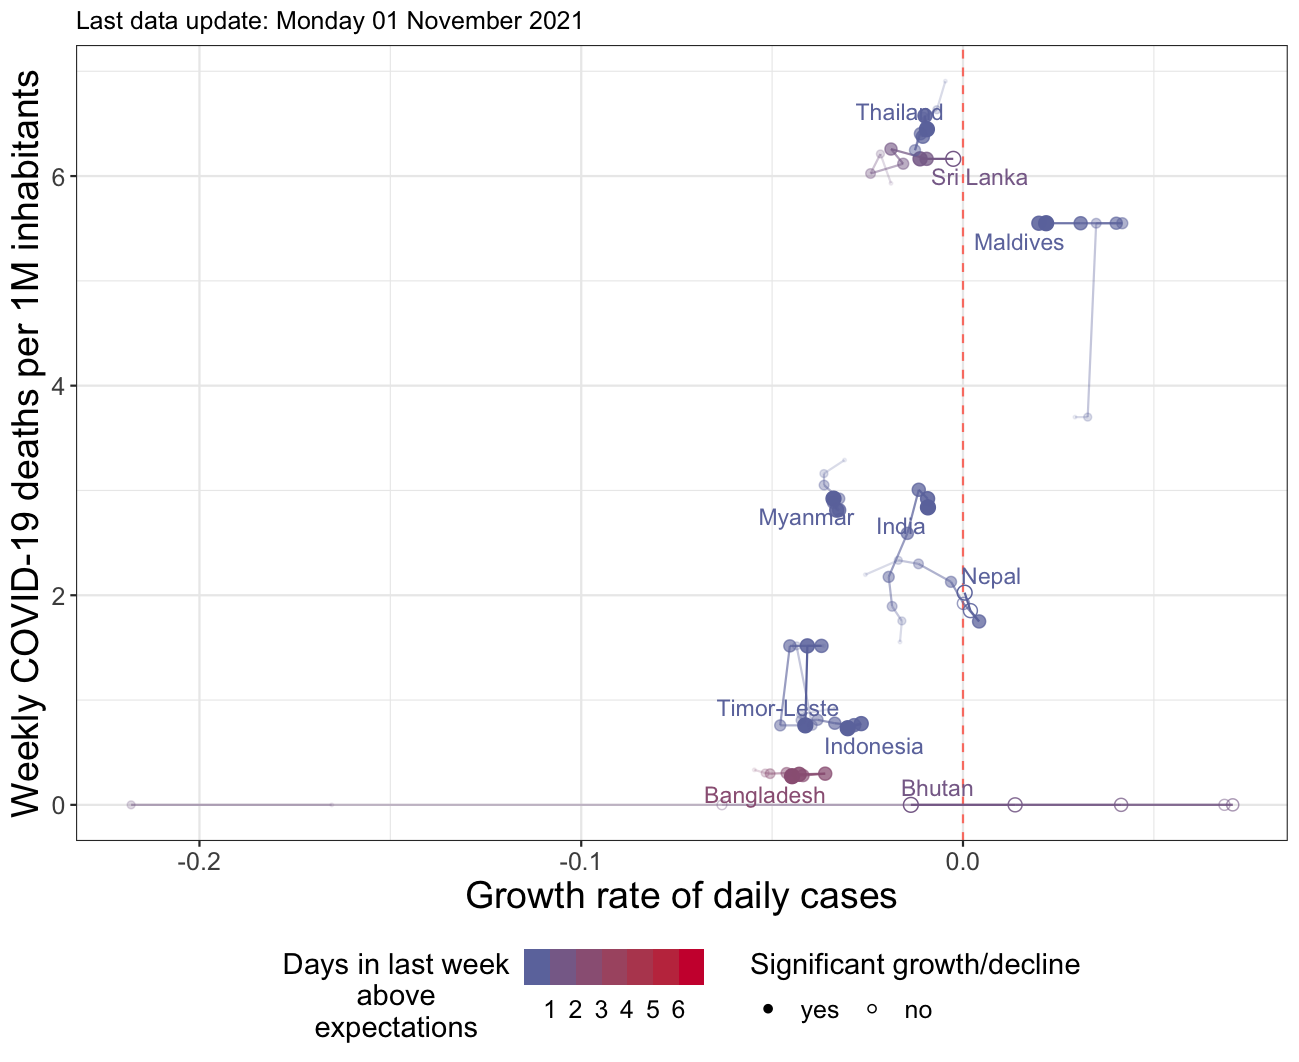 Last data update: Monday 01 November 2021
Weekly COVID-19 deaths per 1M inhabitants
6
4
2
0
Thailand
Sri Lanka
Maldives
Myanmar
India
Nepal
Timor-Leste
Indonesia
Bangladesh
Bhutan
-0.2
-0.1
0.0
Growth rate of daily cases
Days in last week
above
expectations
1 2 3 4 5 6
Significant growth/decline
yes no